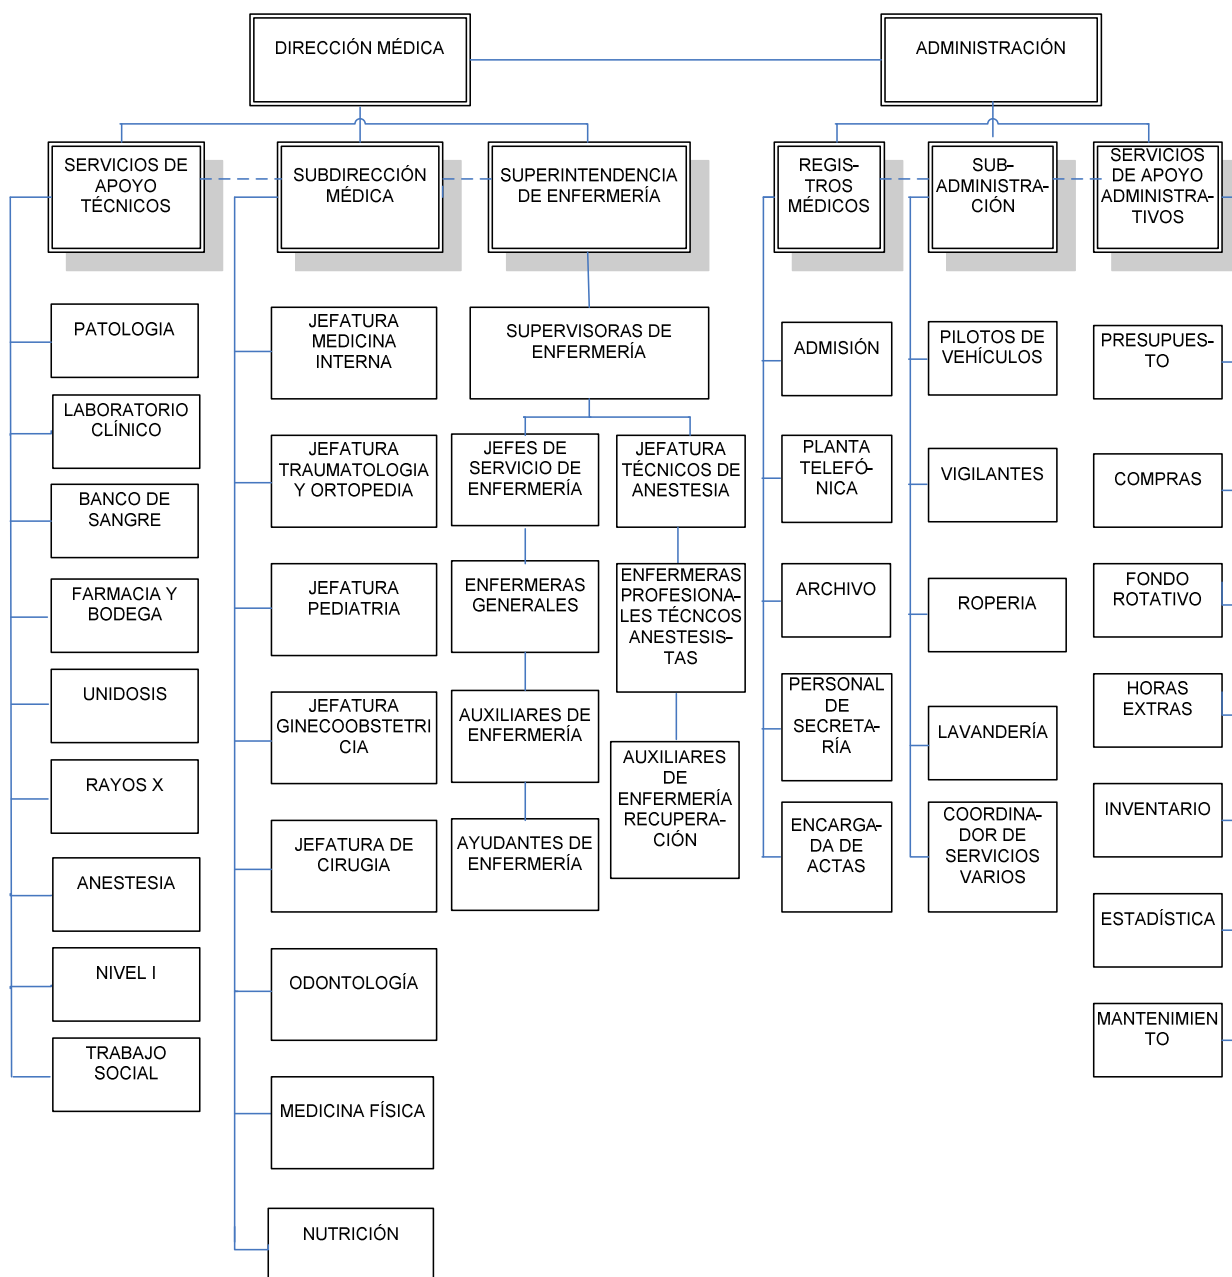 DIRECCIÓN MÉDICA
ADMINISTRACIÓN
SERVICIOS DE
APOYO
TÉCNICOS
SUBDIRECCIÓN
MÉDICA
SUPERINTENDENCIA
DE ENFERMERÍA
REGIS-
TROS
MÉDICOS
SUB-
ADMINISTRA-
CIÓN
SERVICIOS
DE APOYO
ADMINISTRA-
TIVOS
PATOLOGIA
LABORATORIO
CLÍNICO
BANCO DE
SANGRE
FARMACIA Y
BODEGA
UNIDOSIS
RAYOS X
ANESTESIA
NIVEL I
TRABAJO
SOCIAL
JEFATURA
MEDICINA
INTERNA
JEFATURA
TRAUMATOLOGIA
Y ORTOPEDIA
JEFATURA
PEDIATRIA
JEFATURA
GINECOOBSTETRI
CIA
JEFATURA DE
CIRUGIA
ODONTOLOGÍA
MEDICINA FÍSICA
NUTRICIÓN
SUPERVISORAS DE
ENFERMERÍA
JEFES DE
SERVICIO DE
ENFERMERÍA
ENFERMERAS
GENERALES
AUXILIARES DE
ENFERMERÍA
AYUDANTES DE
ENFERMERÍA
JEFATURA
TÉCNICOS DE
ANESTESIA
ENFERMERAS
PROFESIONA-
LES TÉCNCOS
ANESTESIS-
TAS
AUXILIARES
DE
ENFERMERÍA
RECUPERA-
CIÓN
ADMISIÓN
PLANTA
TELEFÓ-
NICA
ARCHIVO
PERSONAL
DE
SECRETA-
RÍA
ENCARGA-
DA DE
ACTAS
PILOTOS DE
VEHÍCULOS
VIGILANTES
ROPERIA
LAVANDERÍA
COORDINA-
DOR DE
SERVICIOS
VARIOS
PRESUPUES-
TO
COMPRAS
FONDO
ROTATIVO
HORAS
EXTRAS
INVENTARIO
ESTADÍSTICA
MANTENIMIEN
TO